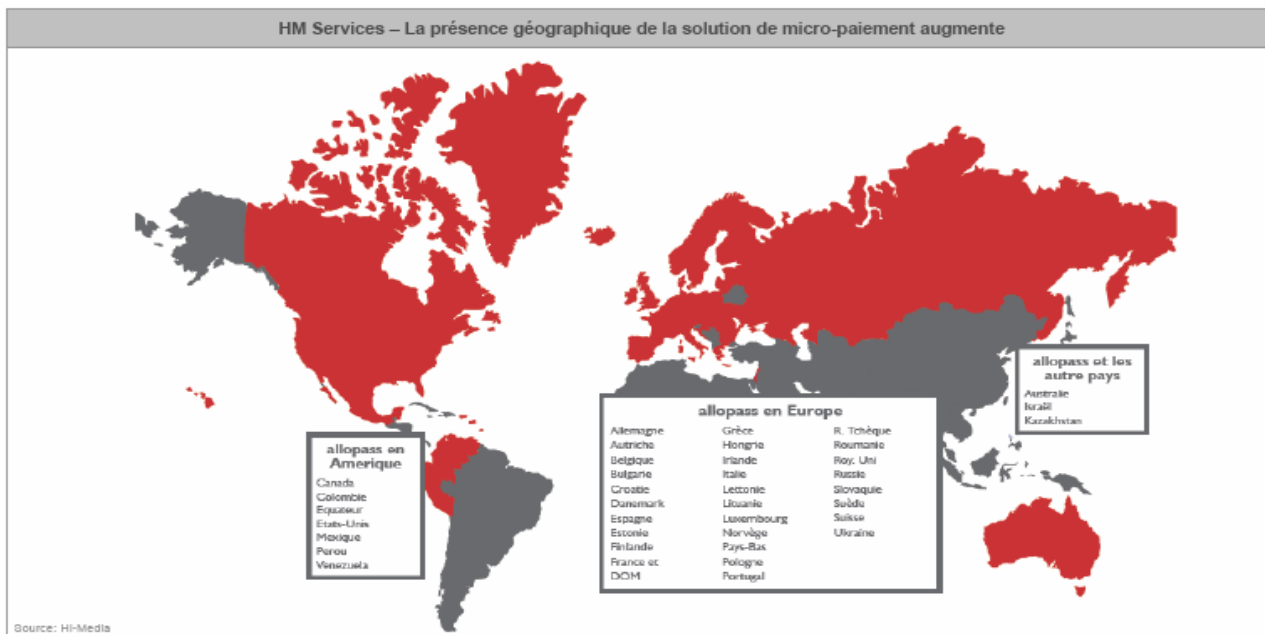 HM Services – La présence géographique de la solution de micro-paiement augmente
allopass et les
autre pays
Australie
Israël
Kazakhstan
allopass en Europe
Allemagne
Autriche
Belgique
Bulgarie
Croatie
Danemark
Espagne
Estonie
Finlande
France et
DOM
Grèce
Hongrie
Irlande
Italie
Lettonie
Lituanie
Luxembourg
Norvège
Pays-Bas
Pologne
Portugal
R. Tchèque
Roumanie
Roy. Uni
Russie
Slovaquie
Suède
Suisse
Ukraine
allopass en
Amerique
Canada
Colombie
Equateur
Etats-Unis
Mexique
Perou
Venezuela
Source: Hi-Media